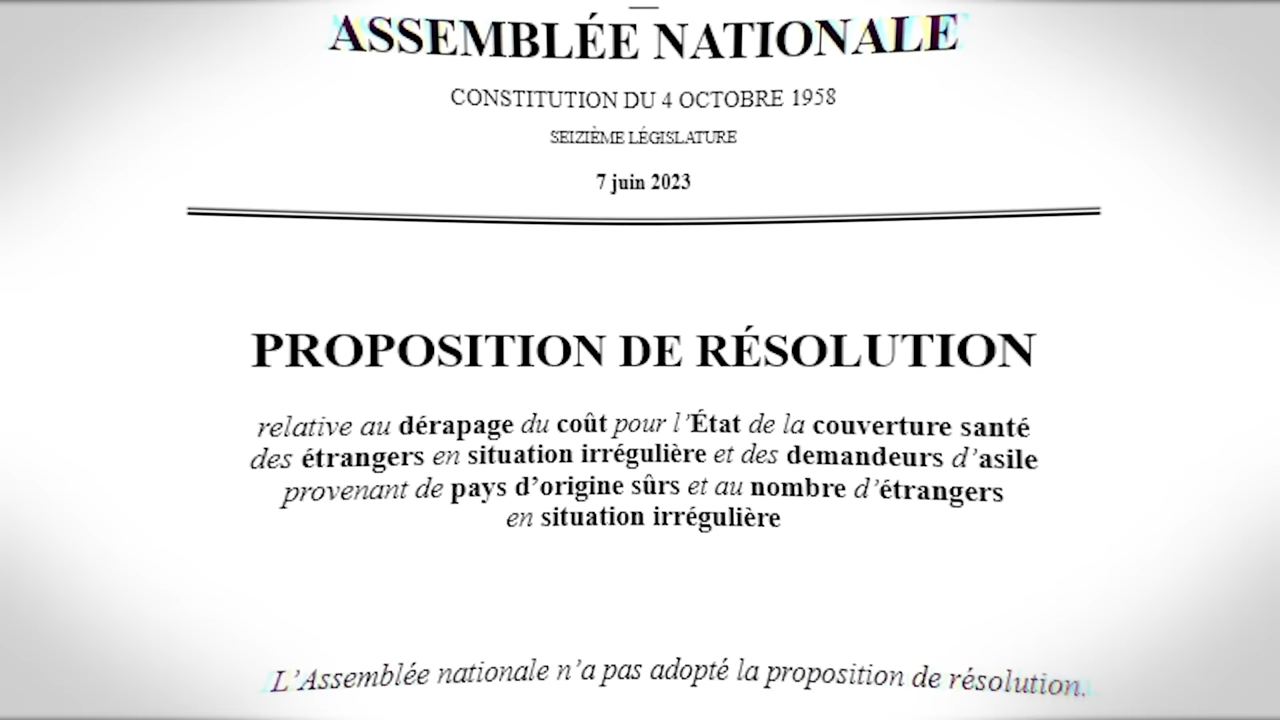 ASSEMBLÉE NATIONALE
CONSTITUTION DU 4 OCTOBRE 1958
SEIZIÈME LÉGISLATURE
7 juin 2023
PROPOSITION DE RÉSOLUTION
relative au dérapage du coût pour l’État de la couverture santé
des étrangers en situation irrégulière et des demandeurs d’asile
provenant de pays d’origine sûrs et au nombre d’étrangers
en situation irrégulière
L’Assemblée nationale n’a pas adopté la proposition de résolution.